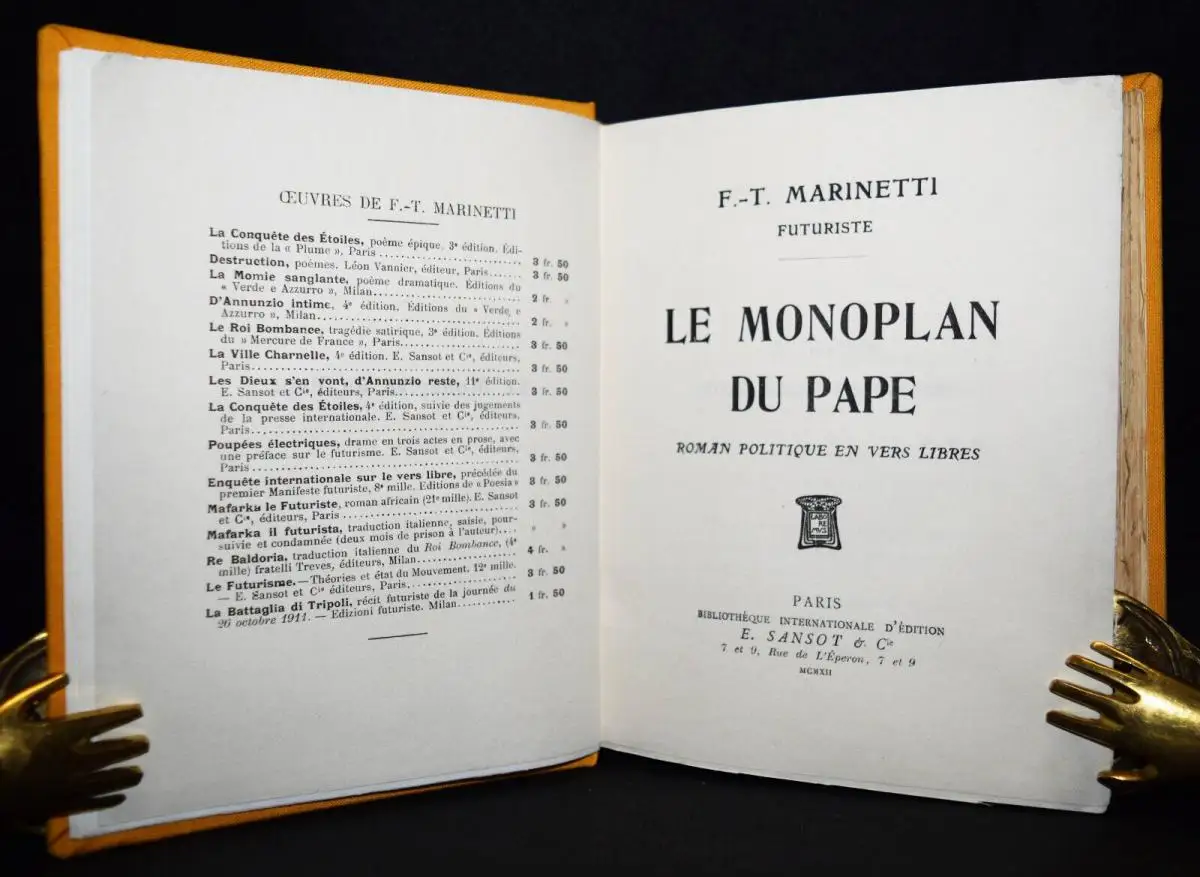 ŒUVRES DE F.-T. MARINETTI
La Conquête des Étoiles, poème épique. 3e édition. Édi-
tions de la « Plume », Paris ........ 3 fr. 50
Destruction, poèmes. Léon Vannier, éditeur, Paris...... 3 fr. 50
La Momie sanglante, poème dramatique. Éditions du
« Verde e Azzurro », Milan........ 2 fr. »
D'Annunzio intime, 4e édition. Éditions du « Verde e
Azzurro », Milan........ 2 fr. »
Le Roi Bombance, tragédie satirique, 3e édition. Éditions
du « Mercure de France », Paris........ 3 fr. 50
La Ville Charnelle, 4e édition. E. Sansot et Cie, éditeurs,
Paris........ 3 fr. 50
Les Dieux s'en vont, d'Annunzio reste, 11e édition.
E. Sansot et Cie, éditeurs, Paris........ 3 fr. 50
La Conquête des Étoiles, 4e édition, suivie des jugements
de la presse internationale. E. Sansot et Cie, éditeurs,
Paris........ 3 fr. 50
Poupées électriques, drame en trois actes en prose, avec
une préface sur le futurisme. E. Sansot et Cie, éditeurs,
Paris ........ 3 fr. 50
Enquête internationale sur le vers libre, précédée du
premier Manifeste futuriste, 8e mille. Editions de « Poesia » 3 fr. 50
Mafarka le Futuriste, roman africain (21e mille). E. Sansot
et Cie, éditeurs, Paris ........ 3 fr. 50
Mafarka il futurista, traduction italienne, saisie, pour-
suivie et condamnée (deux mois de prison à l'auteur).... » »
Re Baldoria, traduction italienne du Roi Bombance, (4e
mille) fratelli Treves, éditeurs, Milan........ 4 fr. »
Le Futurisme. — Théories et état du Mouvement. 12e mille.
— E. Sansot et Cie éditeurs, Paris........ 3 fr. 50
La Battaglia di Tripoli, récit futuriste de la journée du
26 octobre 1911. — Edizioni futuriste. Milan........ 1 fr. 50
F.-T. MARINETTI
FUTURISTE
LE MONOPLAN
DU PAPE
ROMAN POLITIQUE EN VERS LIBRES
LABO
RE
MVS
PARIS
BIBLIOTHÈQUE INTERNATIONALE D'ÉDITION
E. SANSOT & Cie
7 et 9, Rue de L'Éperon, 7 et 9
MCMXII